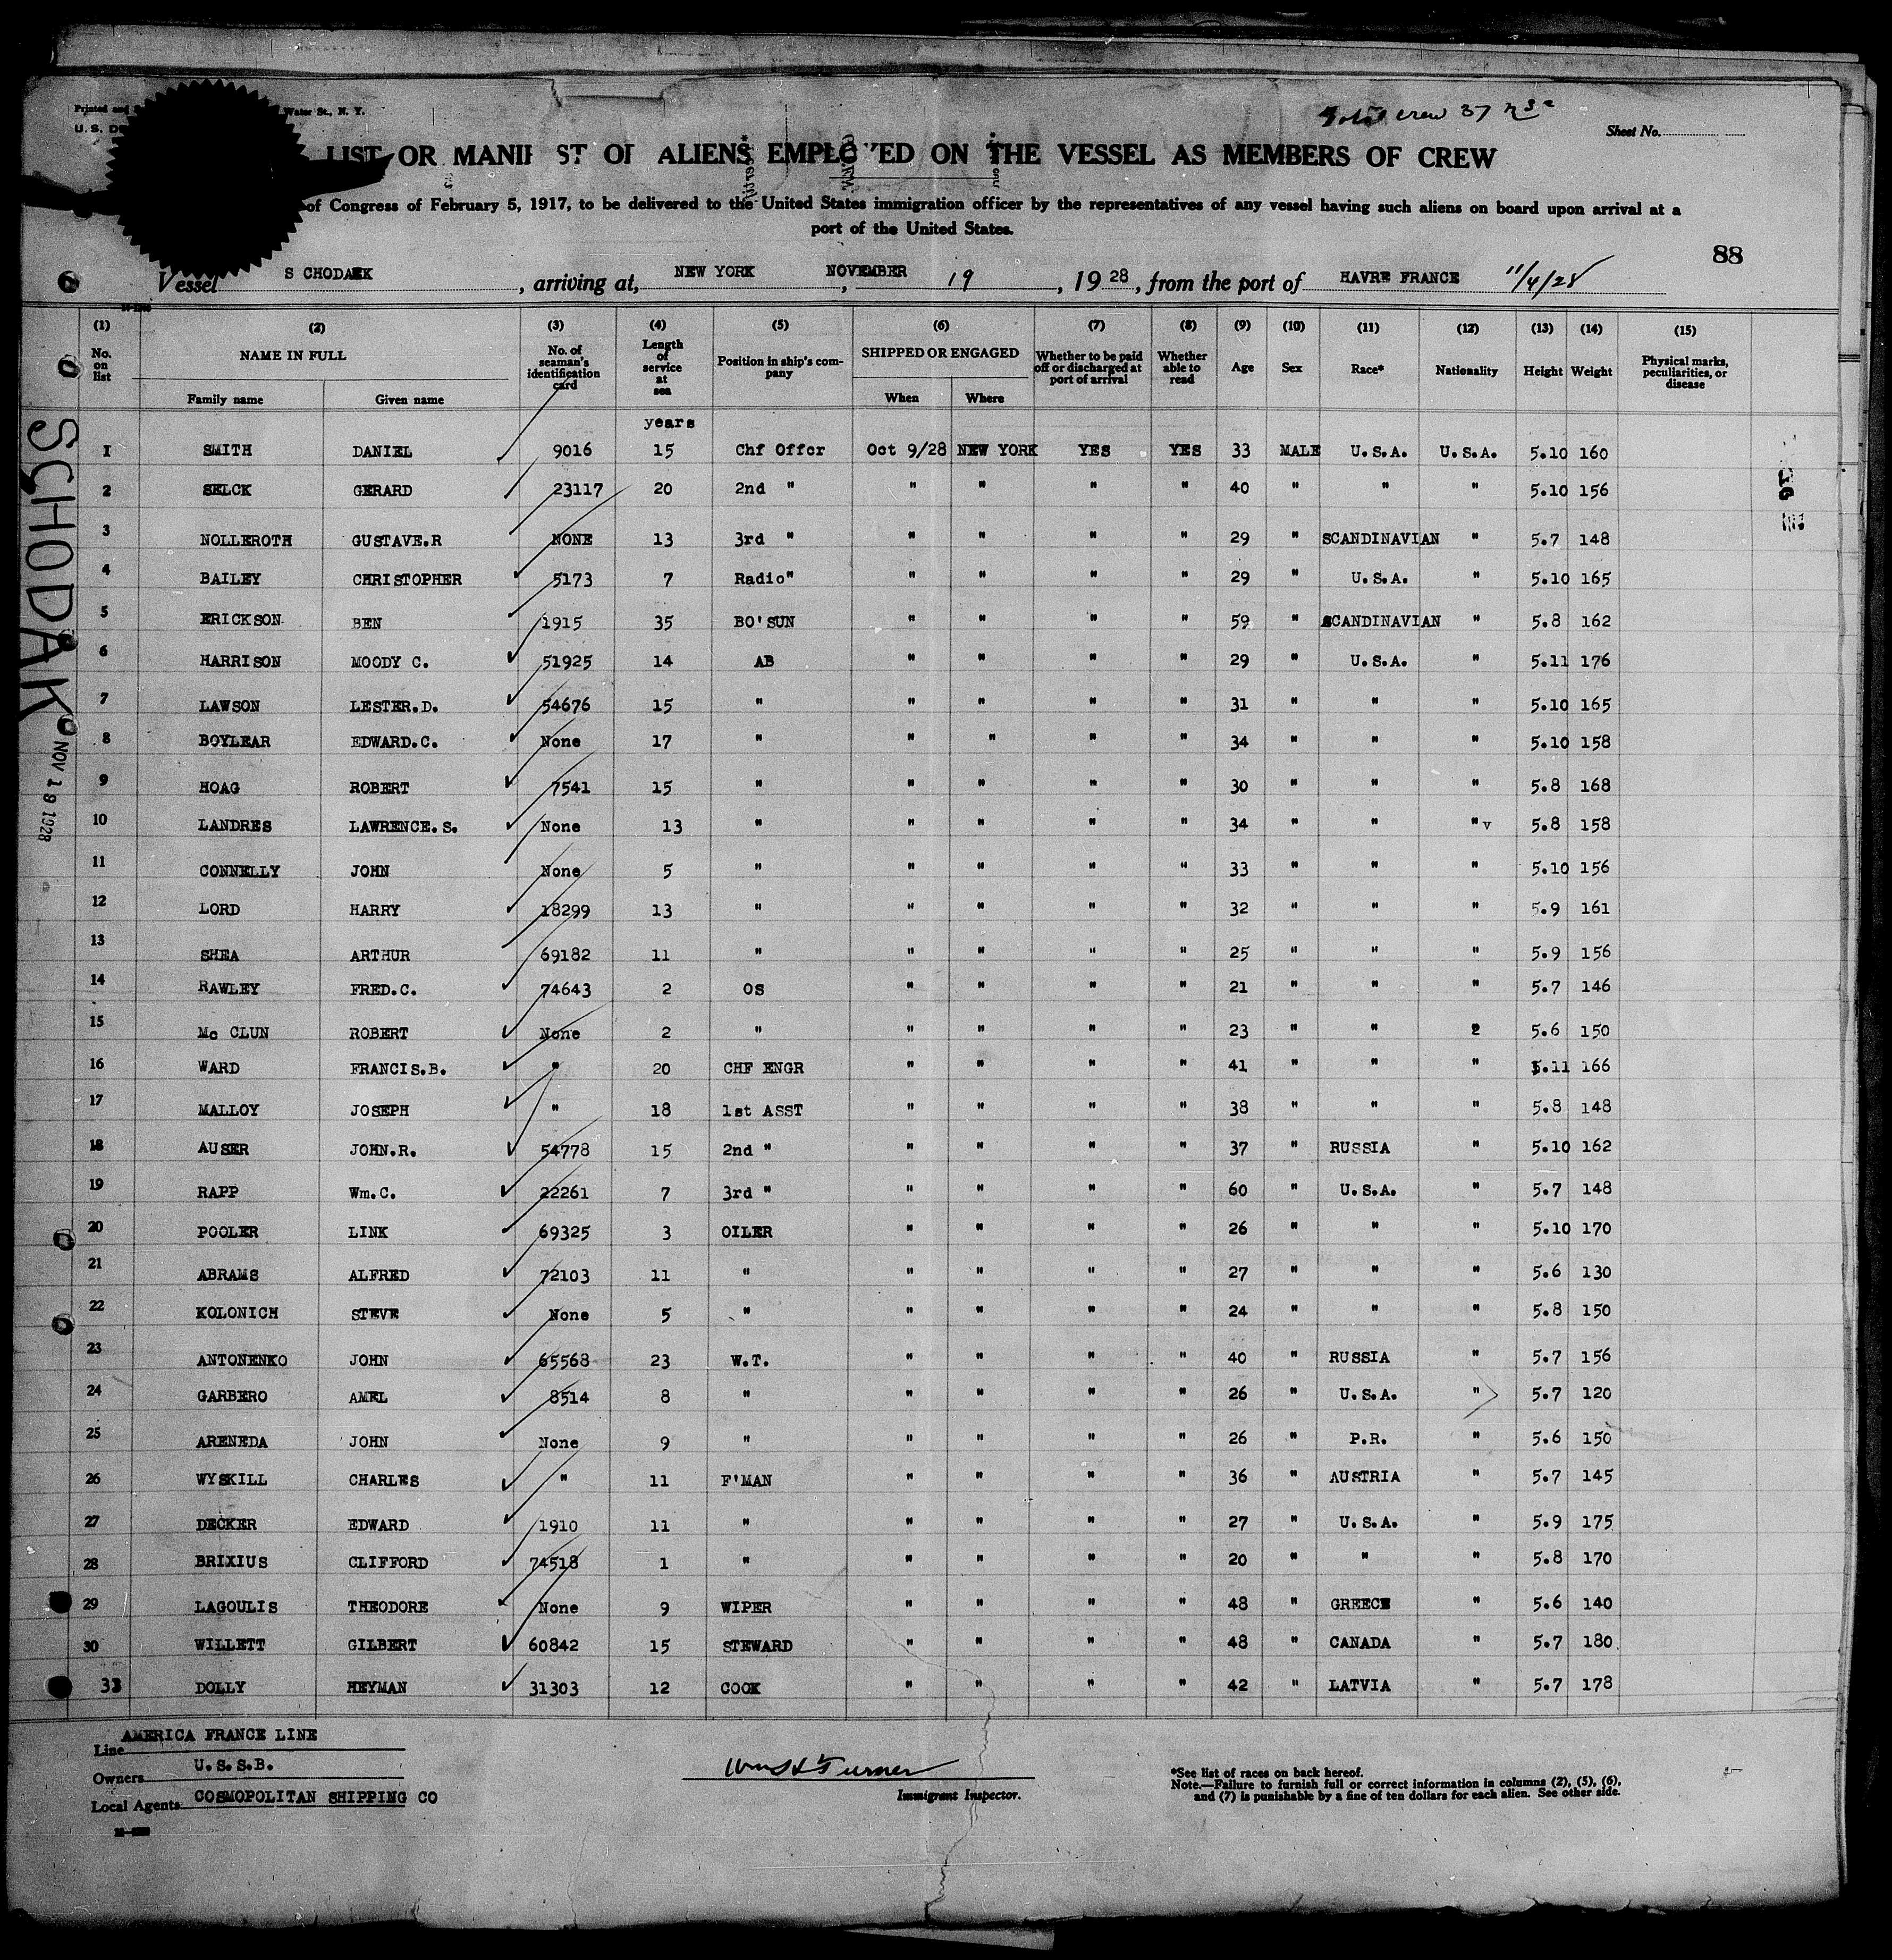 Printed and Water St., N. Y.
U. S. D
Total crew 37
Sheet No.
LIST OR MANIF ST OF ALIENS EMPLO YED ON THE VESSEL AS MEMBERS OF CREW
of Congress of February 5, 1917, to be delivered to the United States immigration officer by the representatives of any vessel having such aliens on board upon arrival at a
port of the United States.
88
Vessel S CHODACK, arriving at, NEW YORK NOVEMBER 19, 1928, from the port of HAVRE FRANCE 11/4/28
(1) (2) (3) (4) (5) (6) (7) (8) (9) (10) (11) (12) (13) (14) (15)
No. on list NAME IN FULL No. of seaman's identification card Length of service at sea Position in ship's company SHIPPED OR ENGAGED Whether to be paid off or discharged at port of arrival Whether able to read Age Sex Race* Nationality Height Weight Physical marks, peculiarities, or disease
Family name Given name When Where
years
1 SMITH DANIEL 9016 15 Chf Offcr Oct 9/28 NEW YORK YES YES 33 MALE U.S.A. U.S.A. 5.10 160
2 SELCK GERARD 23117 20 2nd " " " " " 40 " " " 5.10 156
3 NOLLEROTH GUSTAVE.R NONE 13 3rd " " " " " 29 " SCANDINAVIAN " 5.7 148
4 BAILEY CHRISTOPHER 5173 7 Radio" " " " " 29 " U.S.A. " 5.10 165
5 ERICKSON BEN 1915 35 BO'SUN " " " " 59 " SCANDINAVIAN " 5.8 162
6 HARRISON MOODY C. 51925 14 AB " " " " 29 " U.S.A. " 5.11 176
7 LAWSON LESTER.D. 54676 15 " " " " " 31 " " " 5.10 165
8 BOYLEAR EDWARD.C. None 17 " " " " " 34 " " " 5.10 158
9 HOAG ROBERT 7541 15 " " " " " 30 " " " 5.8 168
10 LANDRES LAWRENCE.S. None 13 " " " " " 34 " " " v 5.8 158
11 CONNELLY JOHN None 5 " " " " " 33 " " " 5.10 156
12 LORD HARRY 18299 13 " " " " " 32 " " " 5.9 161
13 SHEA ARTHUR 69182 11 " " " " " 25 " " " 5.9 156
14 RAWLEY FRED.C. 74643 2 OS " " " " 21 " " " 5.7 146
15 Mc CLUN ROBERT None 2 " " " " " 23 " " 2 5.6 150
16 WARD FRANCIS.B. " 20 CHF ENGR " " " " 41 " " " 5.11 166
17 MALLOY JOSEPH " 18 1st ASST " " " " 38 " " " 5.8 148
18 AUSER JOHN.R. 54778 15 2nd " " " " " 37 " RUSSIA " 5.10 162
19 RAPP Wm.C. 22261 7 3rd " " " " " 60 " U.S.A. " 5.7 148
20 POOLER LINK 69325 3 OILER " " " " 26 " " " 5.10 170
21 ABRAMS ALFRED 72103 11 " " " " " 27 " " " 5.6 130
22 KOLONICH STEVE None 5 " " " " " 24 " " " 5.8 150
23 ANTONENKO JOHN 65568 23 W.T. " " " " 40 " RUSSIA " 5.7 156
24 GARBERO AMEL 8514 8 " " " " " 26 " U.S.A. " 5.7 120
25 ARENEDA JOHN None 9 " " " " " 26 " P.R. " 5.6 150
26 WYSKILL CHARLES " 11 F'MAN " " " " 36 " AUSTRIA " 5.7 145
27 DECKER EDWARD 1910 11 " " " " " 27 " U.S.A. " 5.9 175
28 BRIXIUS CLIFFORD 74518 1 " " " " " 20 " " " 5.8 170
29 LAGOULIS THEODORE None 9 WIPER " " " " 48 " GREECE " 5.6 140
30 WILLETT GILBERT 60842 15 STEWARD " " " " 48 " CANADA " 5.7 180
33 DOLLY HEYMAN 31303 12 COOK " " " " 42 " LATVIA " 5.7 178
SCHODAK
NOV 19 1928
Line AMERICA FRANCE LINE
Owners U.S.S.B.
Local Agents COSMOPOLITAN SHIPPING CO
Immigrant Inspector.
*See list of races on back hereof.
Note.—Failure to furnish full or correct information in columns (2), (5), (6),
and (7) is punishable by a fine of ten dollars for each alien. See other side.